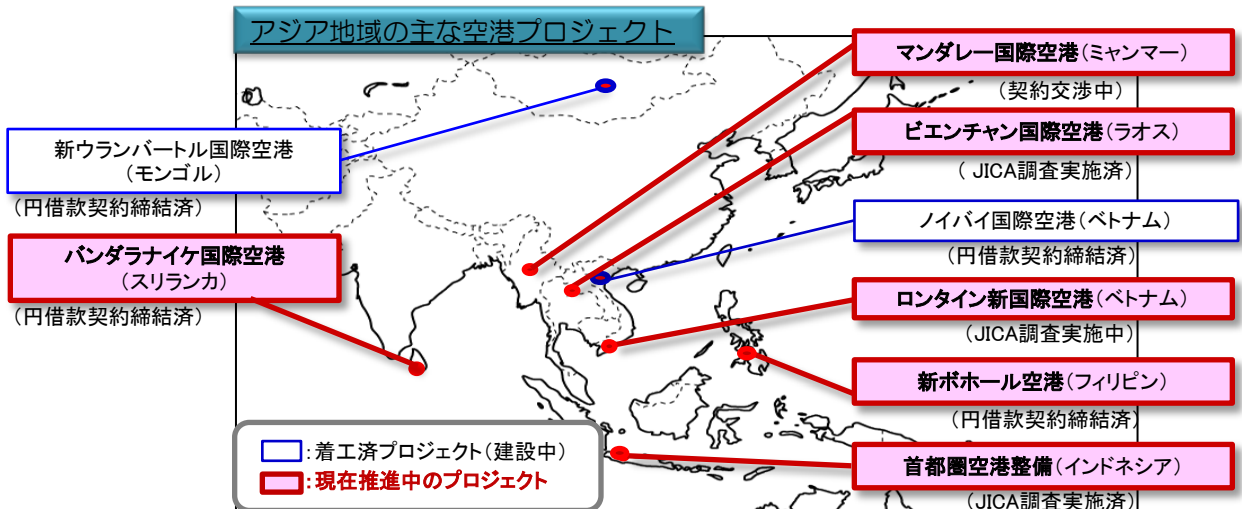 アジア地域の主な空港プロジェクト
新ウランバートル国際空港
(モンゴル)
(円借款契約締結済)
バンダラナイケ国際空港
(スリランカ)
(円借款契約締結済)
マンダレー国際空港(ミャンマー)
(契約交渉中)
ビエンチャン国際空港(ラオス)
( JICA調査実施済)
ノイバイ国際空港(ベトナム)
(円借款契約締結済)
ロンタイン新国際空港(ベトナム)
(JICA調査実施中)
新ボホール空港(フィリピン)
(円借款契約締結済)
首都圏空港整備(インドネシア)
(JICA調査実施済)
:着工済プロジェクト(建設中)
:現在推進中のプロジェクト